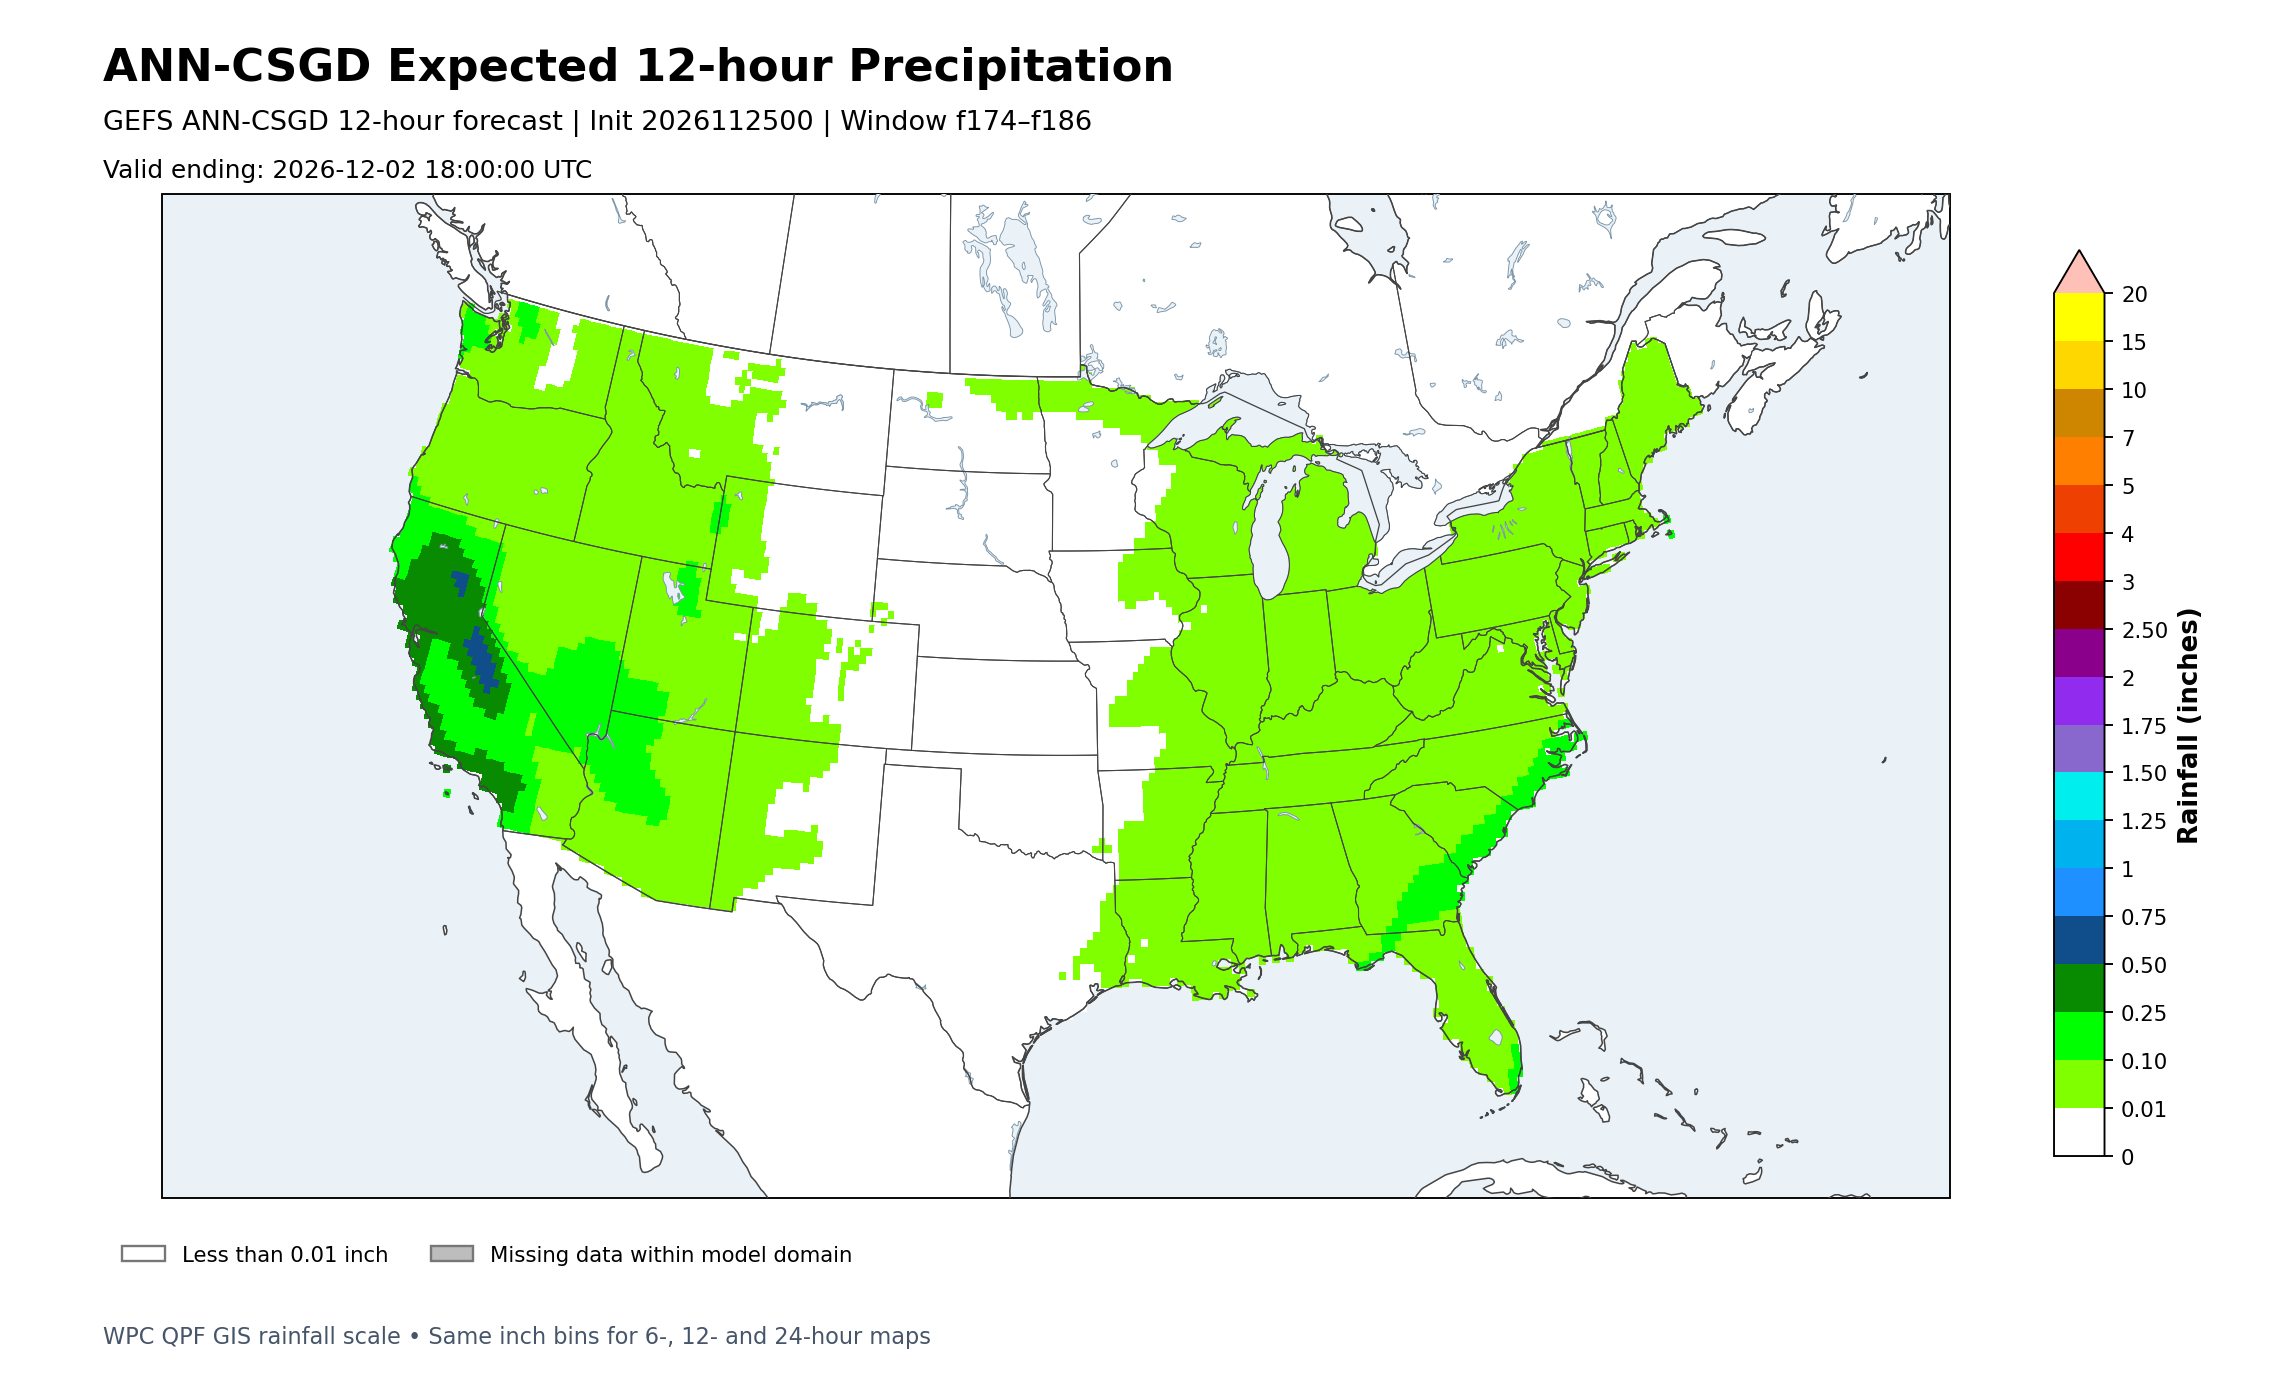 ANN-CSGD Expected 12-hour Precipitation
GEFS ANN-CSGD 12-hour forecast | Init 2026112500 | Window f174–f186
Valid ending: 2026-12-02 18:00:00 UTC
20
15
10
7
5
4
3
2.50
2
1.75
1.50
1.25
1
0.75
0.50
0.25
0.10
0.01
0
Rainfall (inches)
Less than 0.01 inch
Missing data within model domain
WPC QPF GIS rainfall scale • Same inch bins for 6-, 12- and 24-hour maps